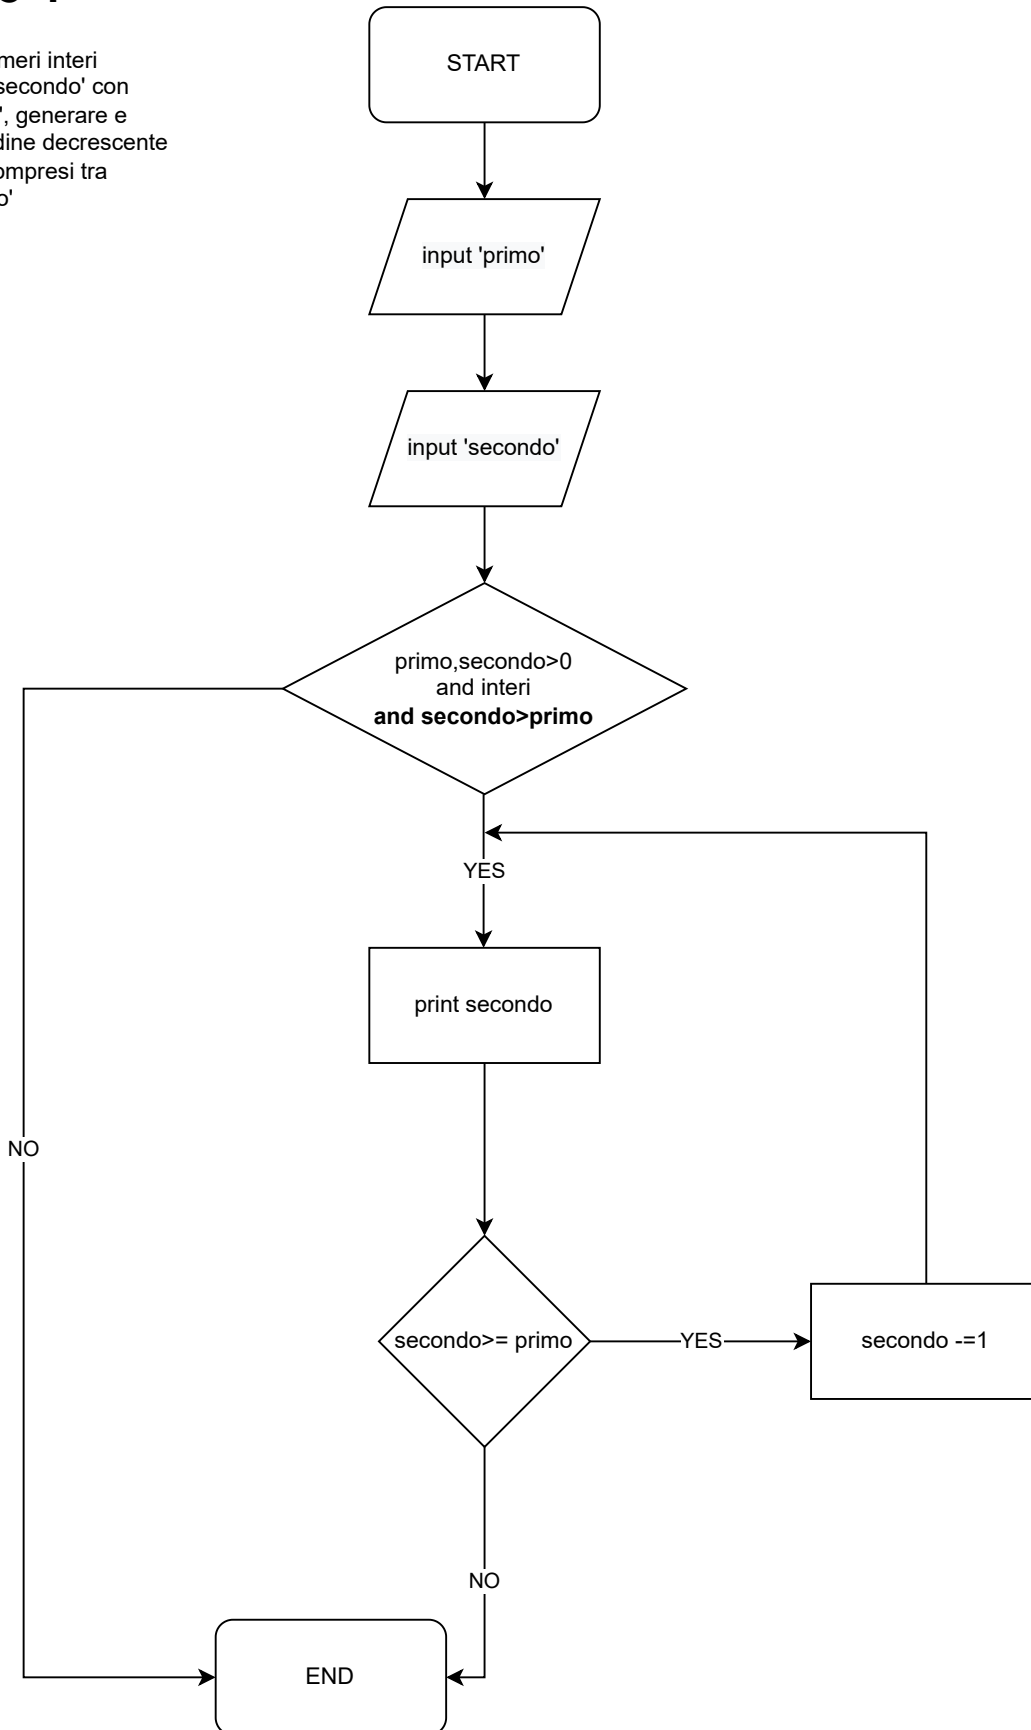 meri interi
secondo' con
', generare e
dine decrescente
ompresi tra
o'
START
input 'primo'
input 'secondo'
primo,secondo>0
and interi
and secondo>primo
YES
print secondo
NO
secondo>= primo
YES
secondo -=1
NO
END